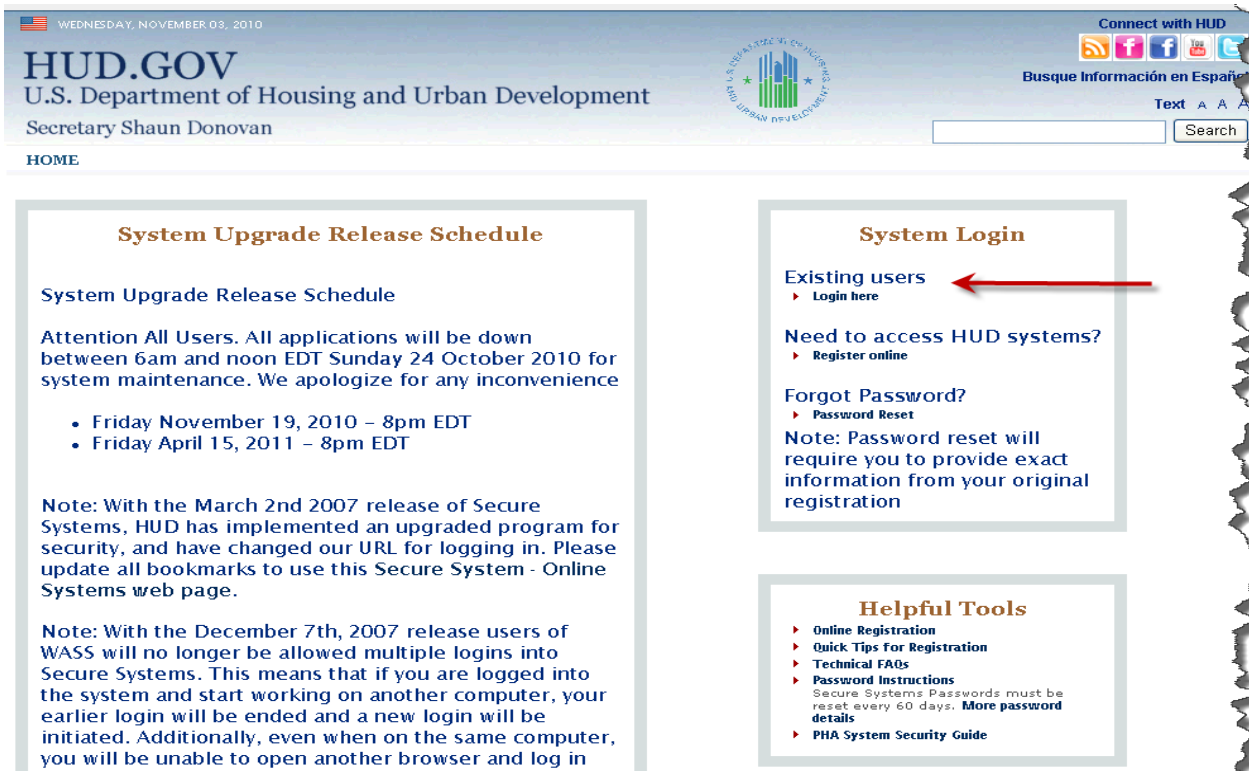 WEDNESDAY, NOVEMBER 03, 2010
HUD.GOV
U.S. Department of Housing and Urban Development
Secretary Shaun Donovan
U.S. DEPARTMENT OF HOUSING
AND URBAN DEVELOPMENT
Connect with HUD
You
Busque Información en Españo
Text A A A
Search
HOME
System Upgrade Release Schedule
System Upgrade Release Schedule
Attention All Users. All applications will be down
between 6am and noon EDT Sunday 24 October 2010 for
system maintenance. We apologize for any inconvenience
• Friday November 19, 2010 – 8pm EDT
• Friday April 15, 2011 – 8pm EDT
Note: With the March 2nd 2007 release of Secure
Systems, HUD has implemented an upgraded program for
security, and have changed our URL for logging in. Please
update all bookmarks to use this Secure System - Online
Systems web page.
Note: With the December 7th, 2007 release users of
WASS will no longer be allowed multiple logins into
Secure Systems. This means that if you are logged into
the system and start working on another computer, your
earlier login will be ended and a new login will be
initiated. Additionally, even when on the same computer,
you will be unable to open another browser and log in
System Login
Existing users
Login here
Need to access HUD systems?
Register online
Forgot Password?
Password Reset
Note: Password reset will
require you to provide exact
information from your original
registration
Helpful Tools
Online Registration
Quick Tips for Registration
Technical FAQs
Password Instructions
Secure Systems Passwords must be
reset every 60 days. More password
details
PHA System Security Guide